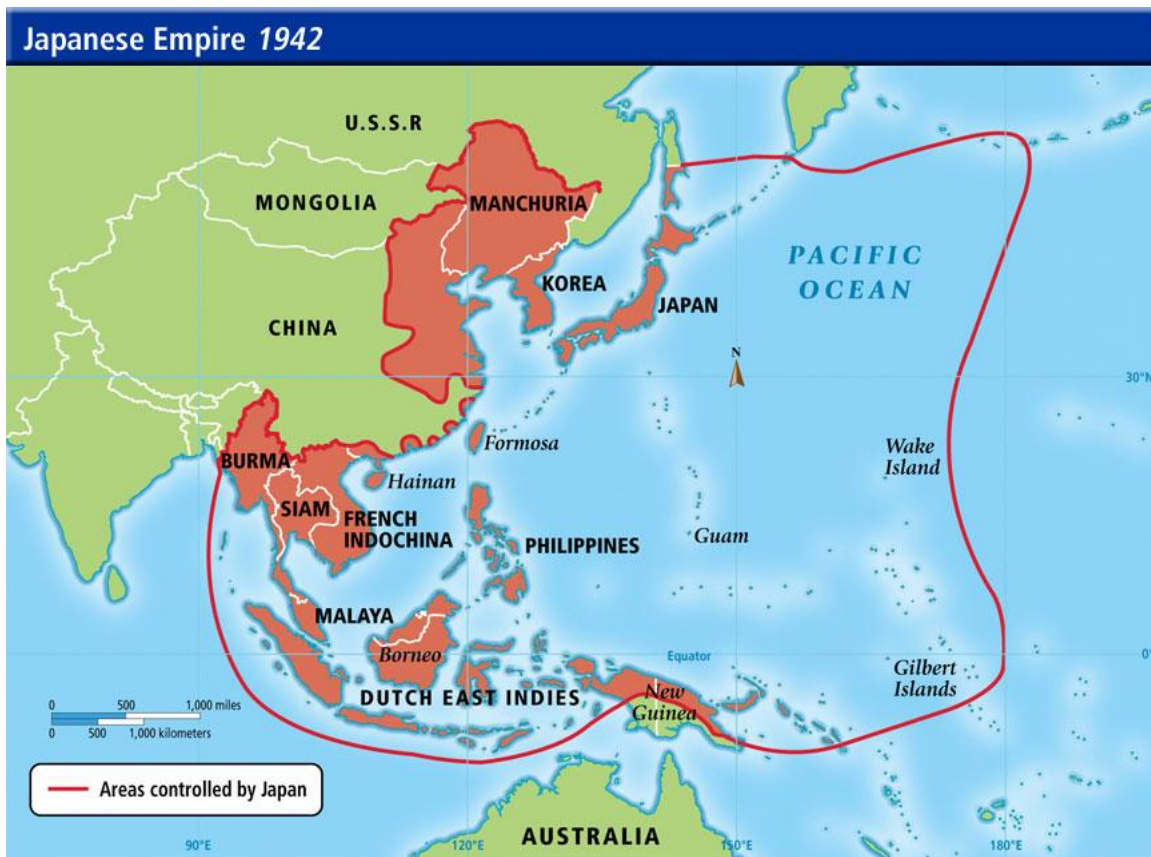 Japanese Empire 1942
U.S.S.R
MONGOLIA
MANCHURIA
PACIFIC
OCEAN
KOREA
JAPAN
CHINA
N
30°N
Formosa
Wake
Island
BURMA
Hainan
SIAM
FRENCH
INDOCHINA
Guam
PHILIPPINES
MALAYA
Borneo
Equator
0°
Gilbert
Islands
DUTCH EAST INDIES
New
Guinea
0 500 1,000 miles
0 500 1,000 kilometers
Areas controlled by Japan
AUSTRALIA
90°E
120°E
150°E
180°E